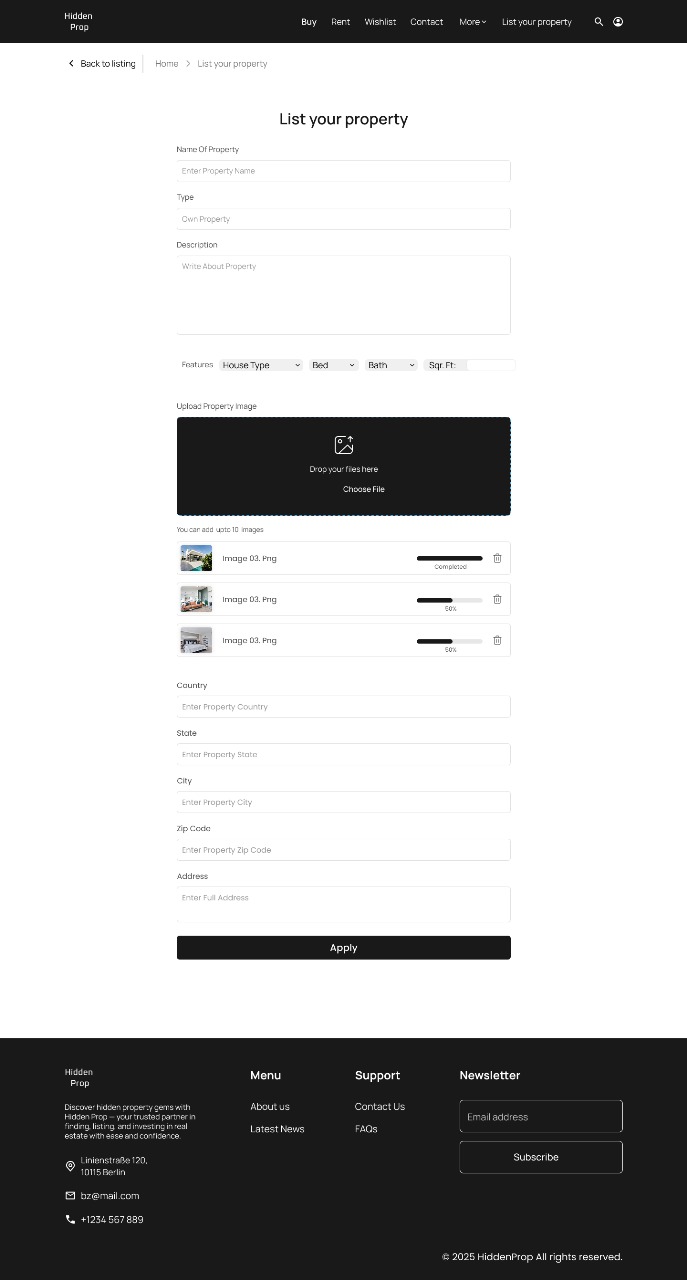 Hidden
Prop
Buy Rent Wishlist Contact More List your property
Back to listing Home List your property
List your property
Name Of Property
Enter Property Name
Type
Own Property
Description
Write About Property
Features House Type Bed Bath Sqr. Ft:
Upload Property Image
Drop your files here
Choose File
You can add upto 10 images
Image 03. Png
Completed
Image 03. Png
50%
Image 03. Png
50%
Country
Enter Property Country
State
Enter Property State
City
Enter Property City
Zip Code
Enter Property Zip Code
Address
Enter Full Address
Apply
Hidden
Prop
Discover hidden property gems with
Hidden Prop — your trusted partner in
finding, listing, and investing in real
estate with ease and confidence.
Linienstraße 120,
10115 Berlin
bz@mail.com
+1234 567 889
Menu
About us
Latest News
Support
Contact Us
FAQs
Newsletter
Email address
Subscribe
© 2025 HiddenProp All rights reserved.